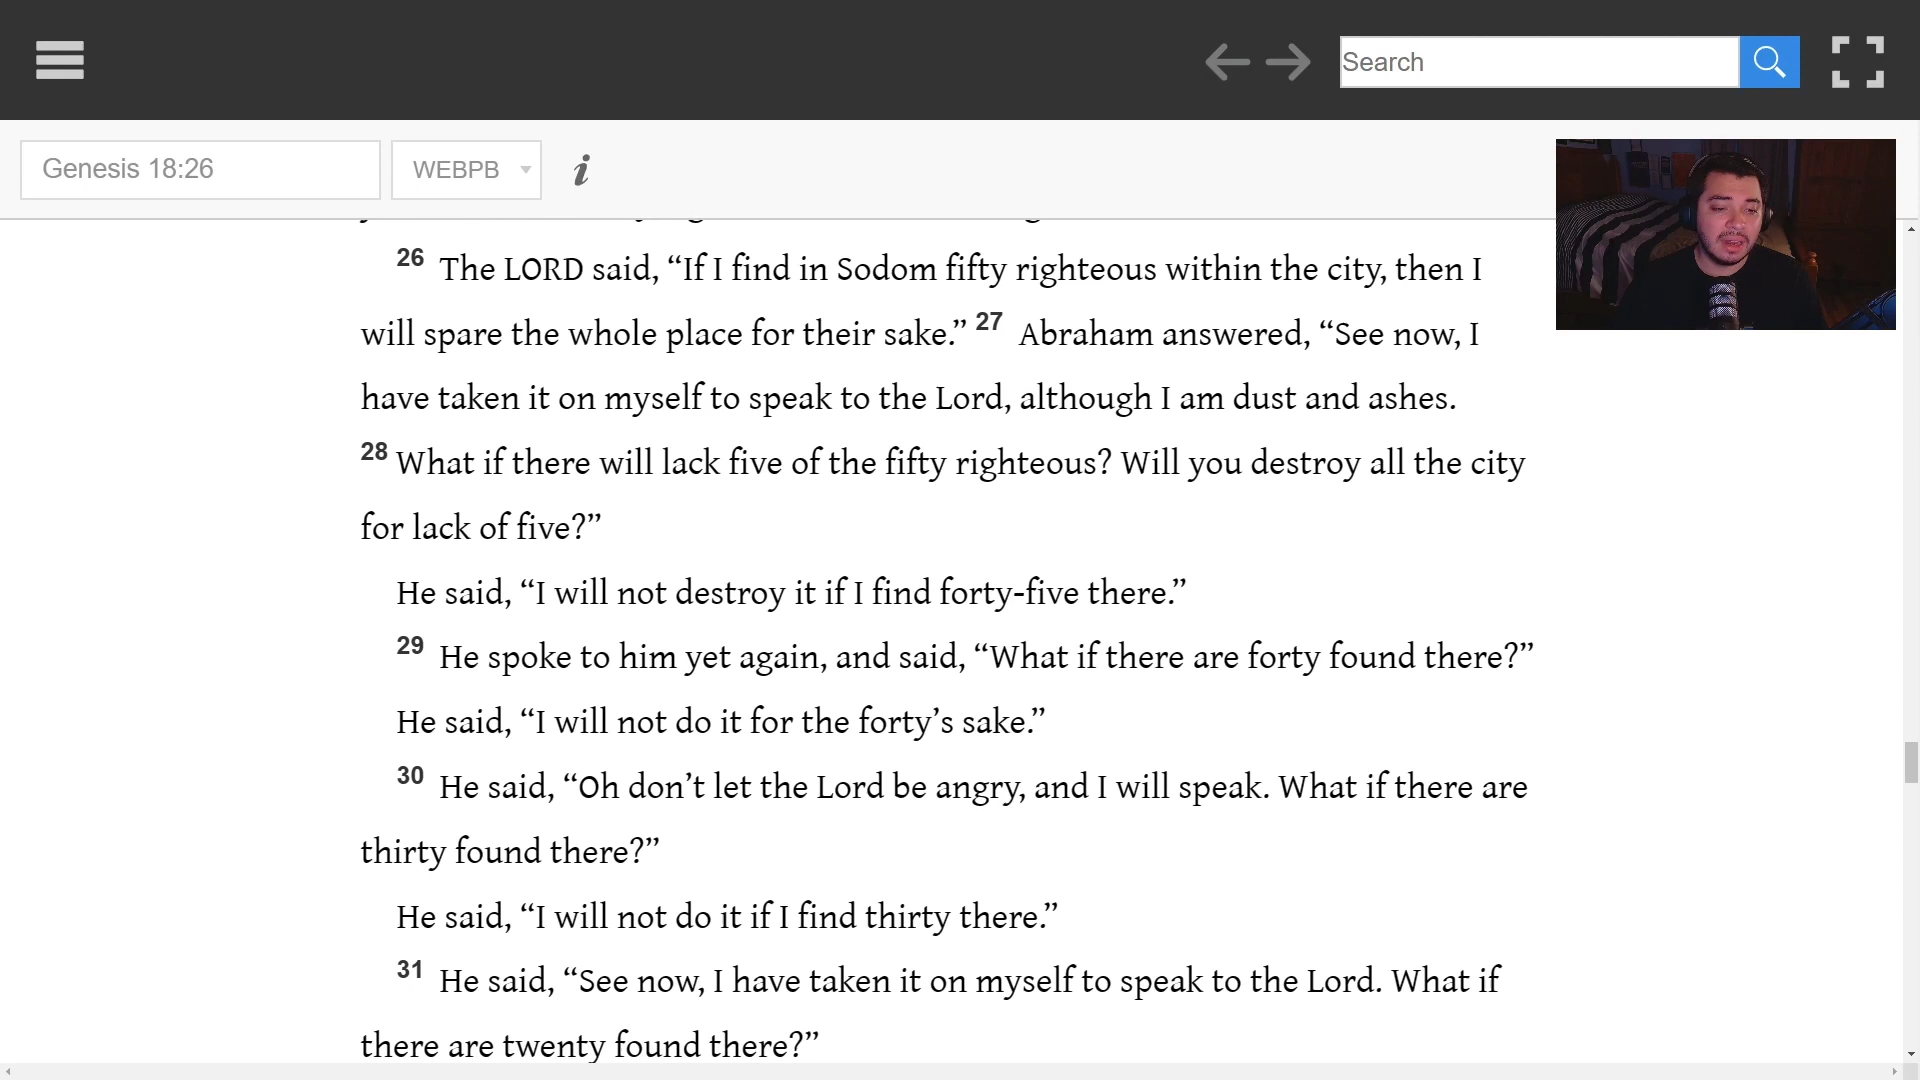 Search
Genesis 18:26
WEBPB
i
26 The LORD said, “If I find in Sodom fifty righteous within the city, then I
will spare the whole place for their sake.” 27 Abraham answered, “See now, I
have taken it on myself to speak to the Lord, although I am dust and ashes.
28 What if there will lack five of the fifty righteous? Will you destroy all the city
for lack of five?”
He said, “I will not destroy it if I find forty-five there.”
29 He spoke to him yet again, and said, “What if there are forty found there?”
He said, “I will not do it for the forty’s sake.”
30 He said, “Oh don’t let the Lord be angry, and I will speak. What if there are
thirty found there?”
He said, “I will not do it if I find thirty there.”
31 He said, “See now, I have taken it on myself to speak to the Lord. What if
there are twenty found there?”